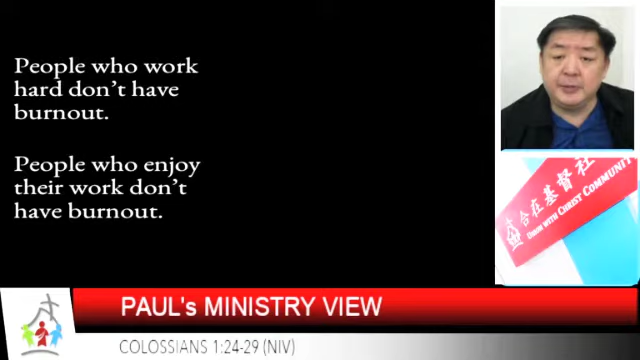 People who work
hard don't have
burnout.
People who enjoy
their work don't
have burnout.
合在基督社
UNION WITH CHRIST COMMUNIT
PAUL's MINISTRY VIEW
COLOSSIANS 1:24-29 (NIV)